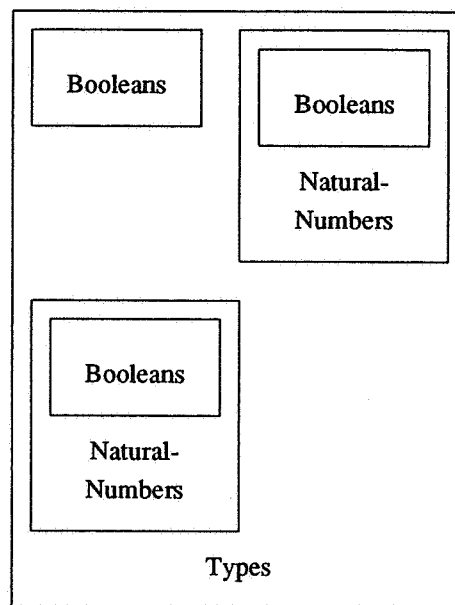 Booleans
Booleans
Natural-
Numbers
Booleans
Natural-
Numbers
Types